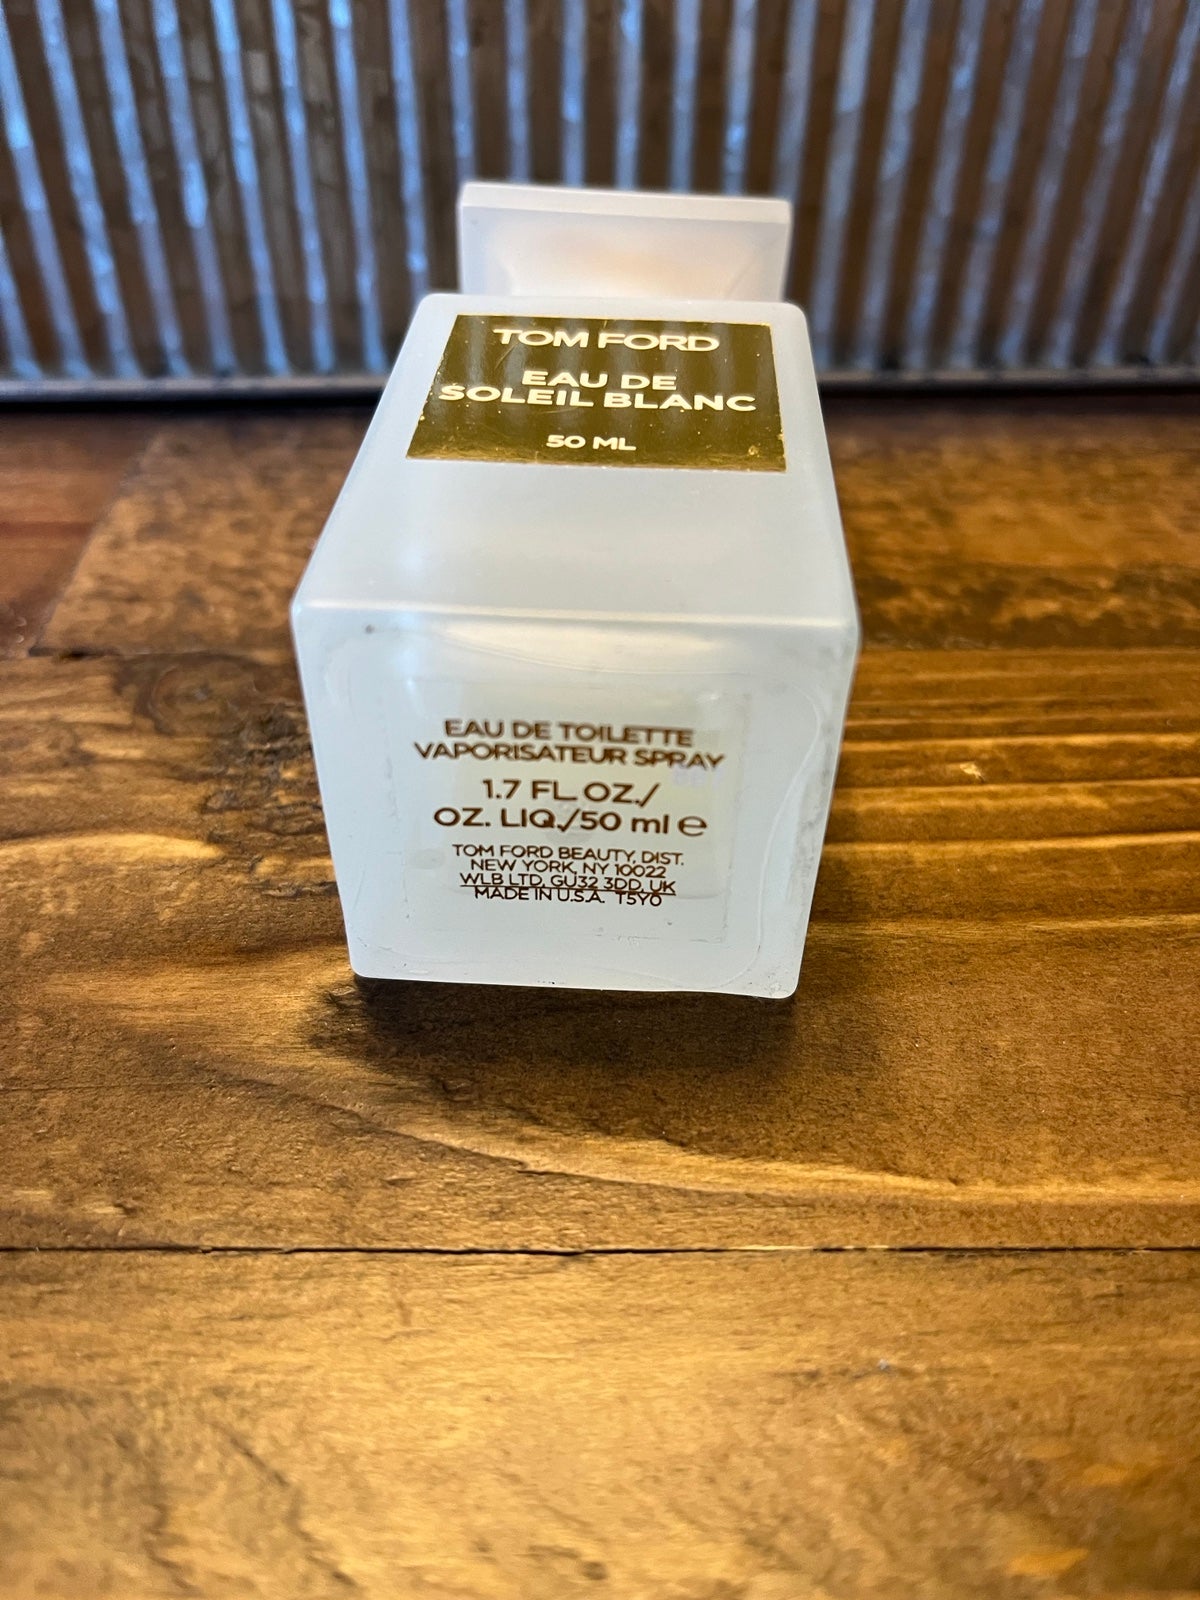 TOM FORD
EAU DE
SOLEIL BLANC
50 ML
EAU DE TOILETTE
VAPORISATEUR SPRAY
1.7 FL OZ./
OZ. LIQ./50 ml ℮
TOM FORD BEAUTY, DIST.
NEW YORK, NY 10022
WLB LTD, GU32 3DD, UK
MADE IN U.S.A. T5Y0